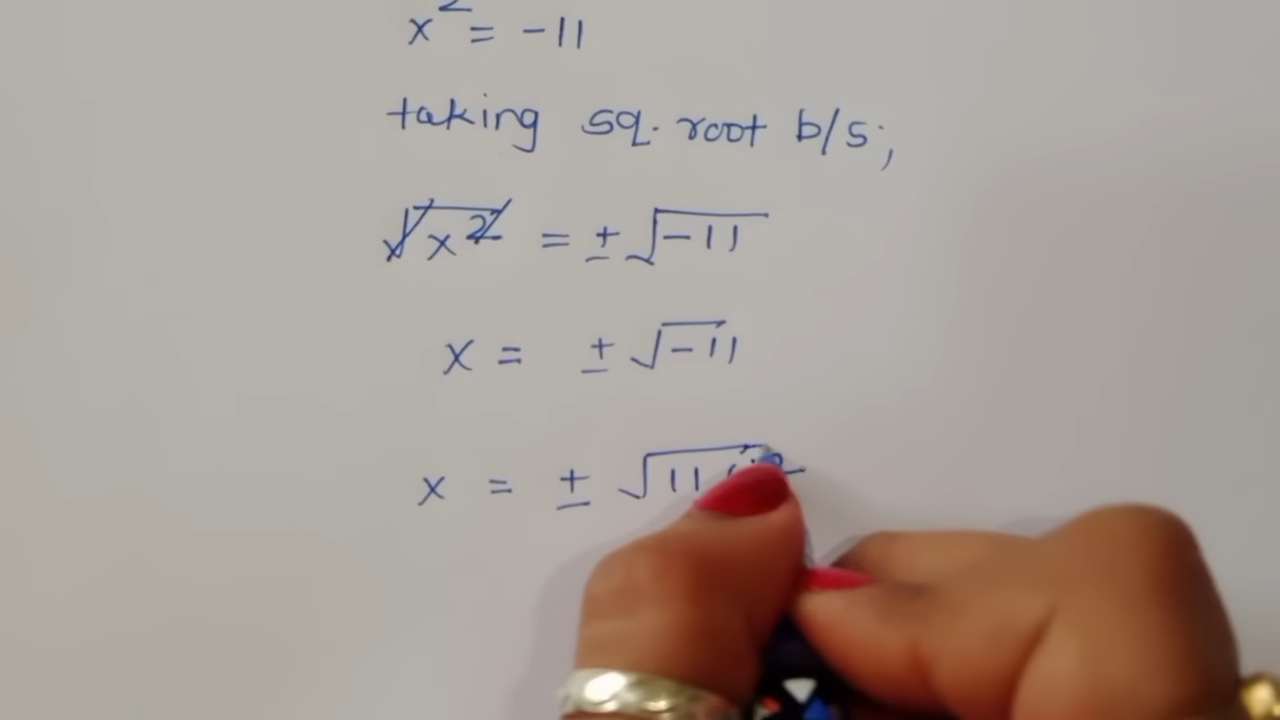 x² = -11
taking sq. root b/s;
√x² = ± √-11
x = ± √-11
x = ± √11